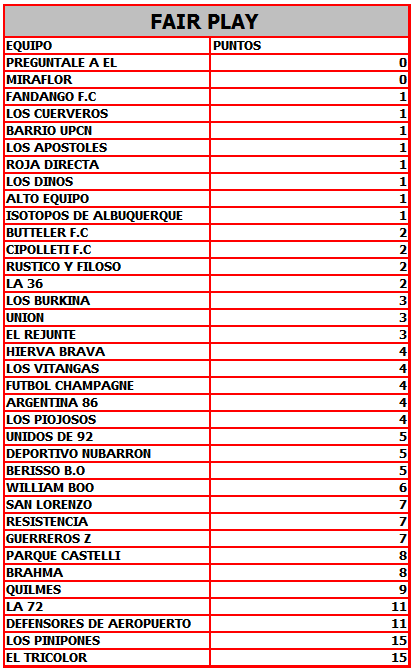 FAIR PLAY
EQUIPO PUNTOS
PREGUNTALE A EL 0
MIRAFLOR 0
FANDANGO F.C 1
LOS CUERVEROS 1
BARRIO UPCN 1
LOS APOSTOLES 1
ROJA DIRECTA 1
LOS DINOS 1
ALTO EQUIPO 1
ISOTOPOS DE ALBUQUERQUE 1
BUTTELER F.C 2
CIPOLLETI F.C 2
RUSTICO Y FILOSO 2
LA 36 2
LOS BURKINA 3
UNION 3
EL REJUNTE 3
HIERVA BRAVA 4
LOS VITANGAS 4
FUTBOL CHAMPAGNE 4
ARGENTINA 86 4
LOS PIOJOSOS 4
UNIDOS DE 92 5
DEPORTIVO NUBARRON 5
BERISSO B.O 5
WILLIAM BOO 6
SAN LORENZO 7
RESISTENCIA 7
GUERREROS Z 7
PARQUE CASTELLI 8
BRAHMA 8
QUILMES 9
LA 72 11
DEFENSORES DE AEROPUERTO 11
LOS PINIPONES 15
EL TRICOLOR 15